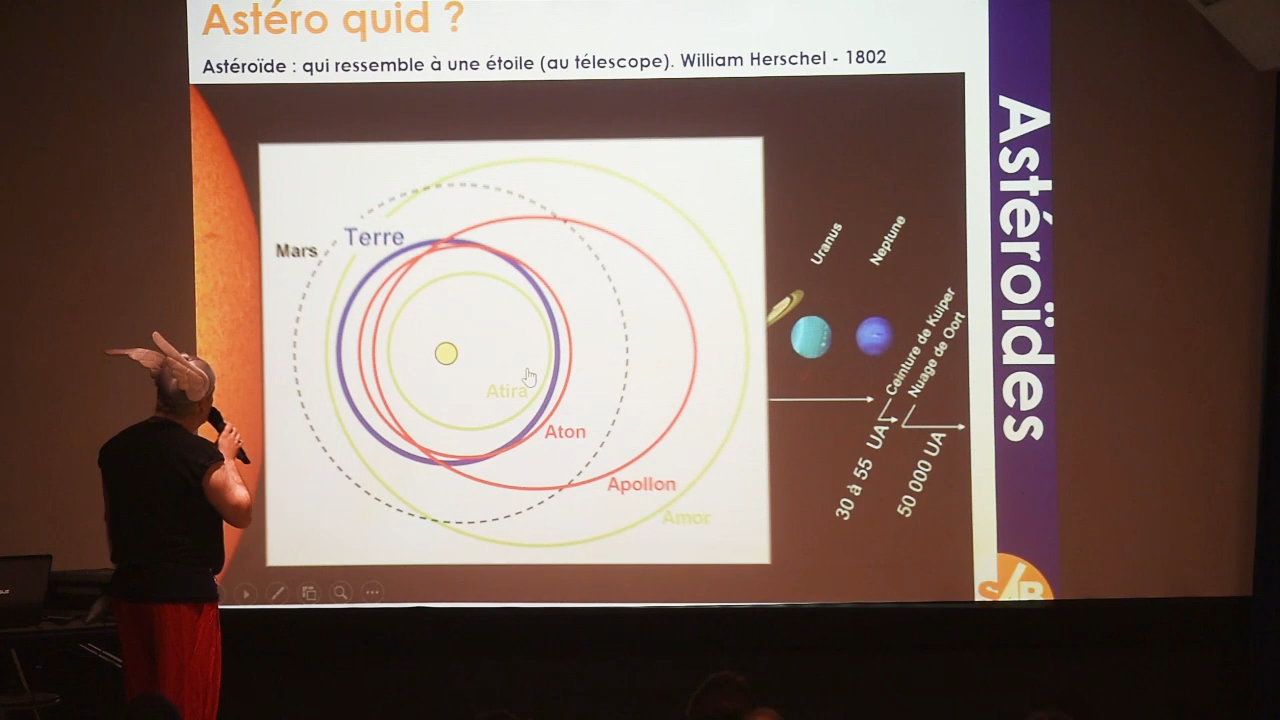 Astéro quid ?
Astéroïde : qui ressemble à une étoile (au télescope). William Herschel - 1802
Astéroïdes
Mars
Terre
Atira
Aton
Apollon
Amor
Uranus
Neptune
Ceinture de Kuiper
Nuage de Oort
30 à 55 UA
50 000 UA